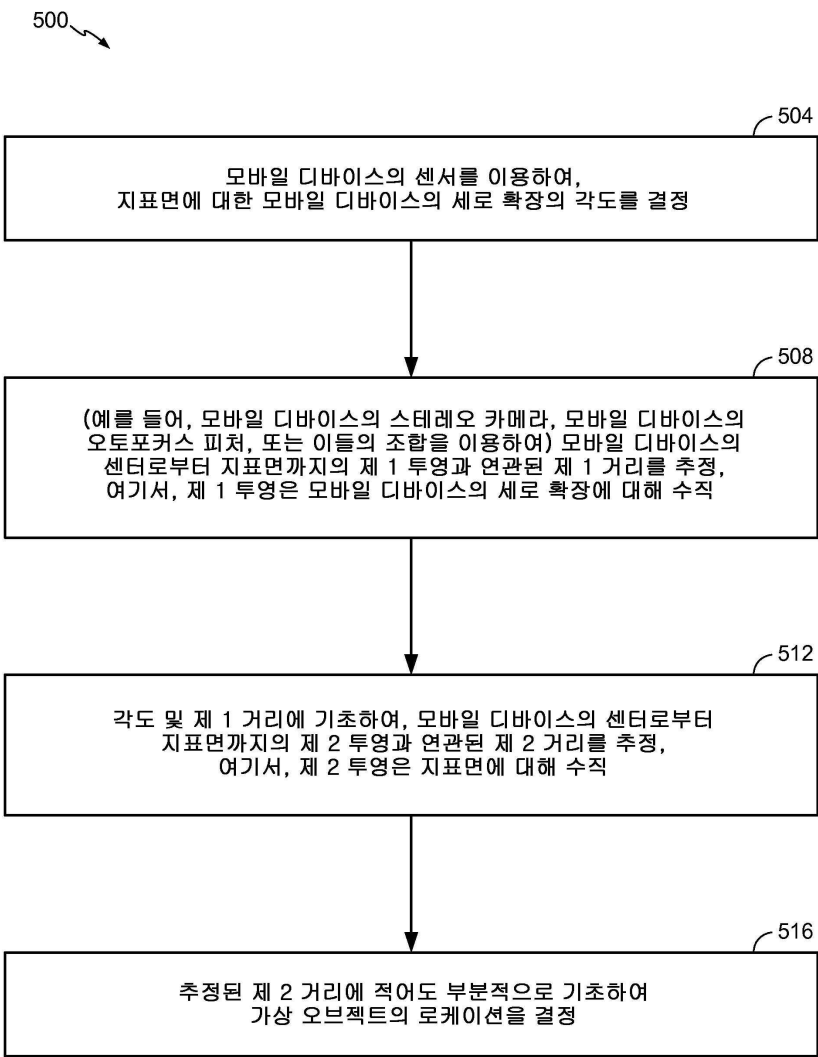 500
504
모바일 디바이스의 센서를 이용하여,
지표면에 대한 모바일 디바이스의 세로 확장의 각도를 결정
508
(예를 들어, 모바일 디바이스의 스테레오 카메라, 모바일 디바이스의
오토포커스 피처, 또는 이들의 조합을 이용하여) 모바일 디바이스의
센터로부터 지표면까지의 제 1 투영과 연관된 제 1 거리를 추정,
여기서, 제 1 투영은 모바일 디바이스의 세로 확장에 대해 수직
512
각도 및 제 1 거리에 기초하여, 모바일 디바이스의 센터로부터
지표면까지의 제 2 투영과 연관된 제 2 거리를 추정,
여기서, 제 2 투영은 지표면에 대해 수직
516
추정된 제 2 거리에 적어도 부분적으로 기초하여
가상 오브젝트의 로케이션을 결정